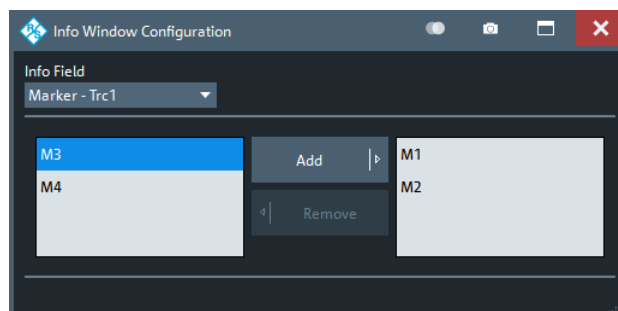 R&S Info Window Configuration
Info Field
Marker - Trc1
M3
M4
Add
Remove
M1
M2